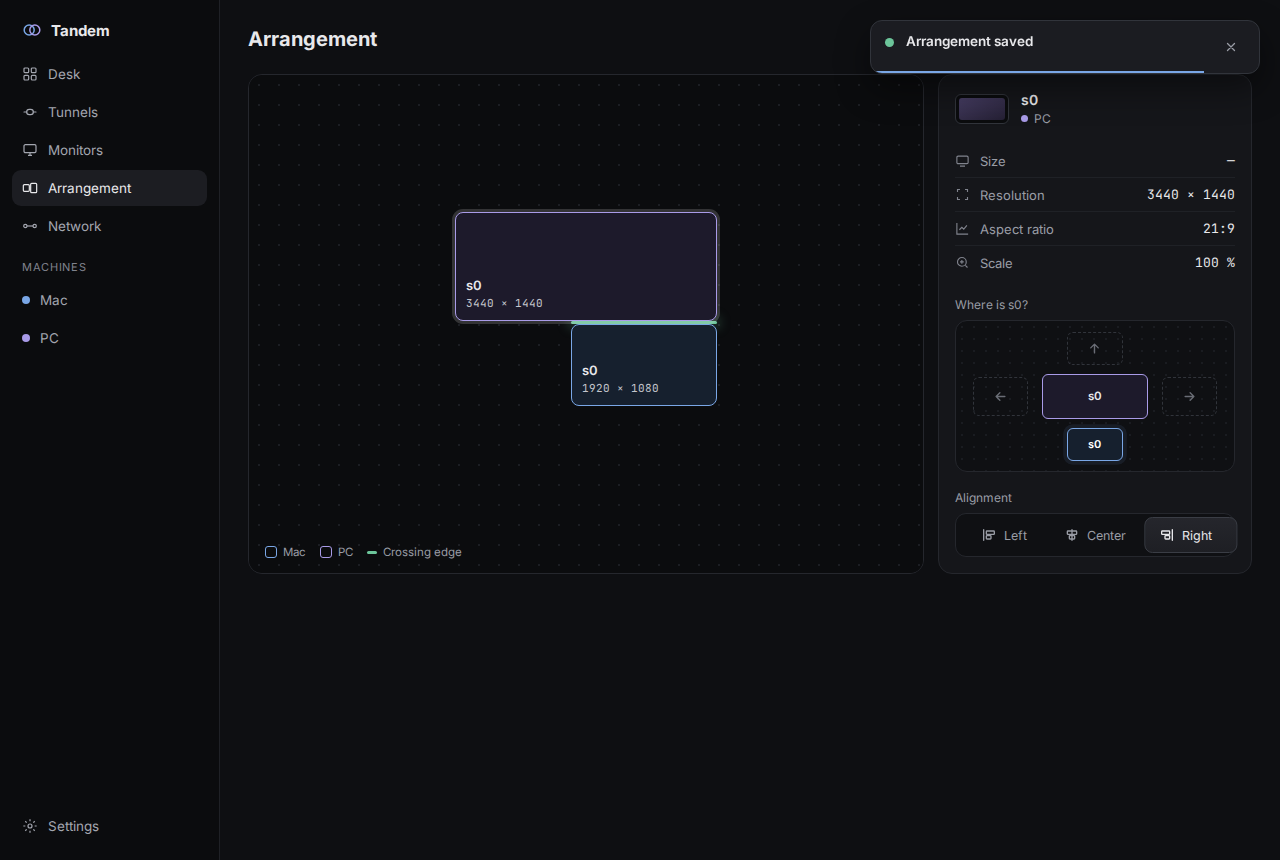 Tandem
Desk
Tunnels
Monitors
Arrangement
Network
MACHINES
Mac
PC
Settings
Arrangement
Arrangement saved
s0
3440 × 1440
s0
1920 × 1080
Mac
PC
Crossing edge
s0
PC
Size
—
Resolution
3440 × 1440
Aspect ratio
21:9
Scale
100 %
Where is s0?
↑
←
s0
→
s0
Alignment
Left
Center
Right